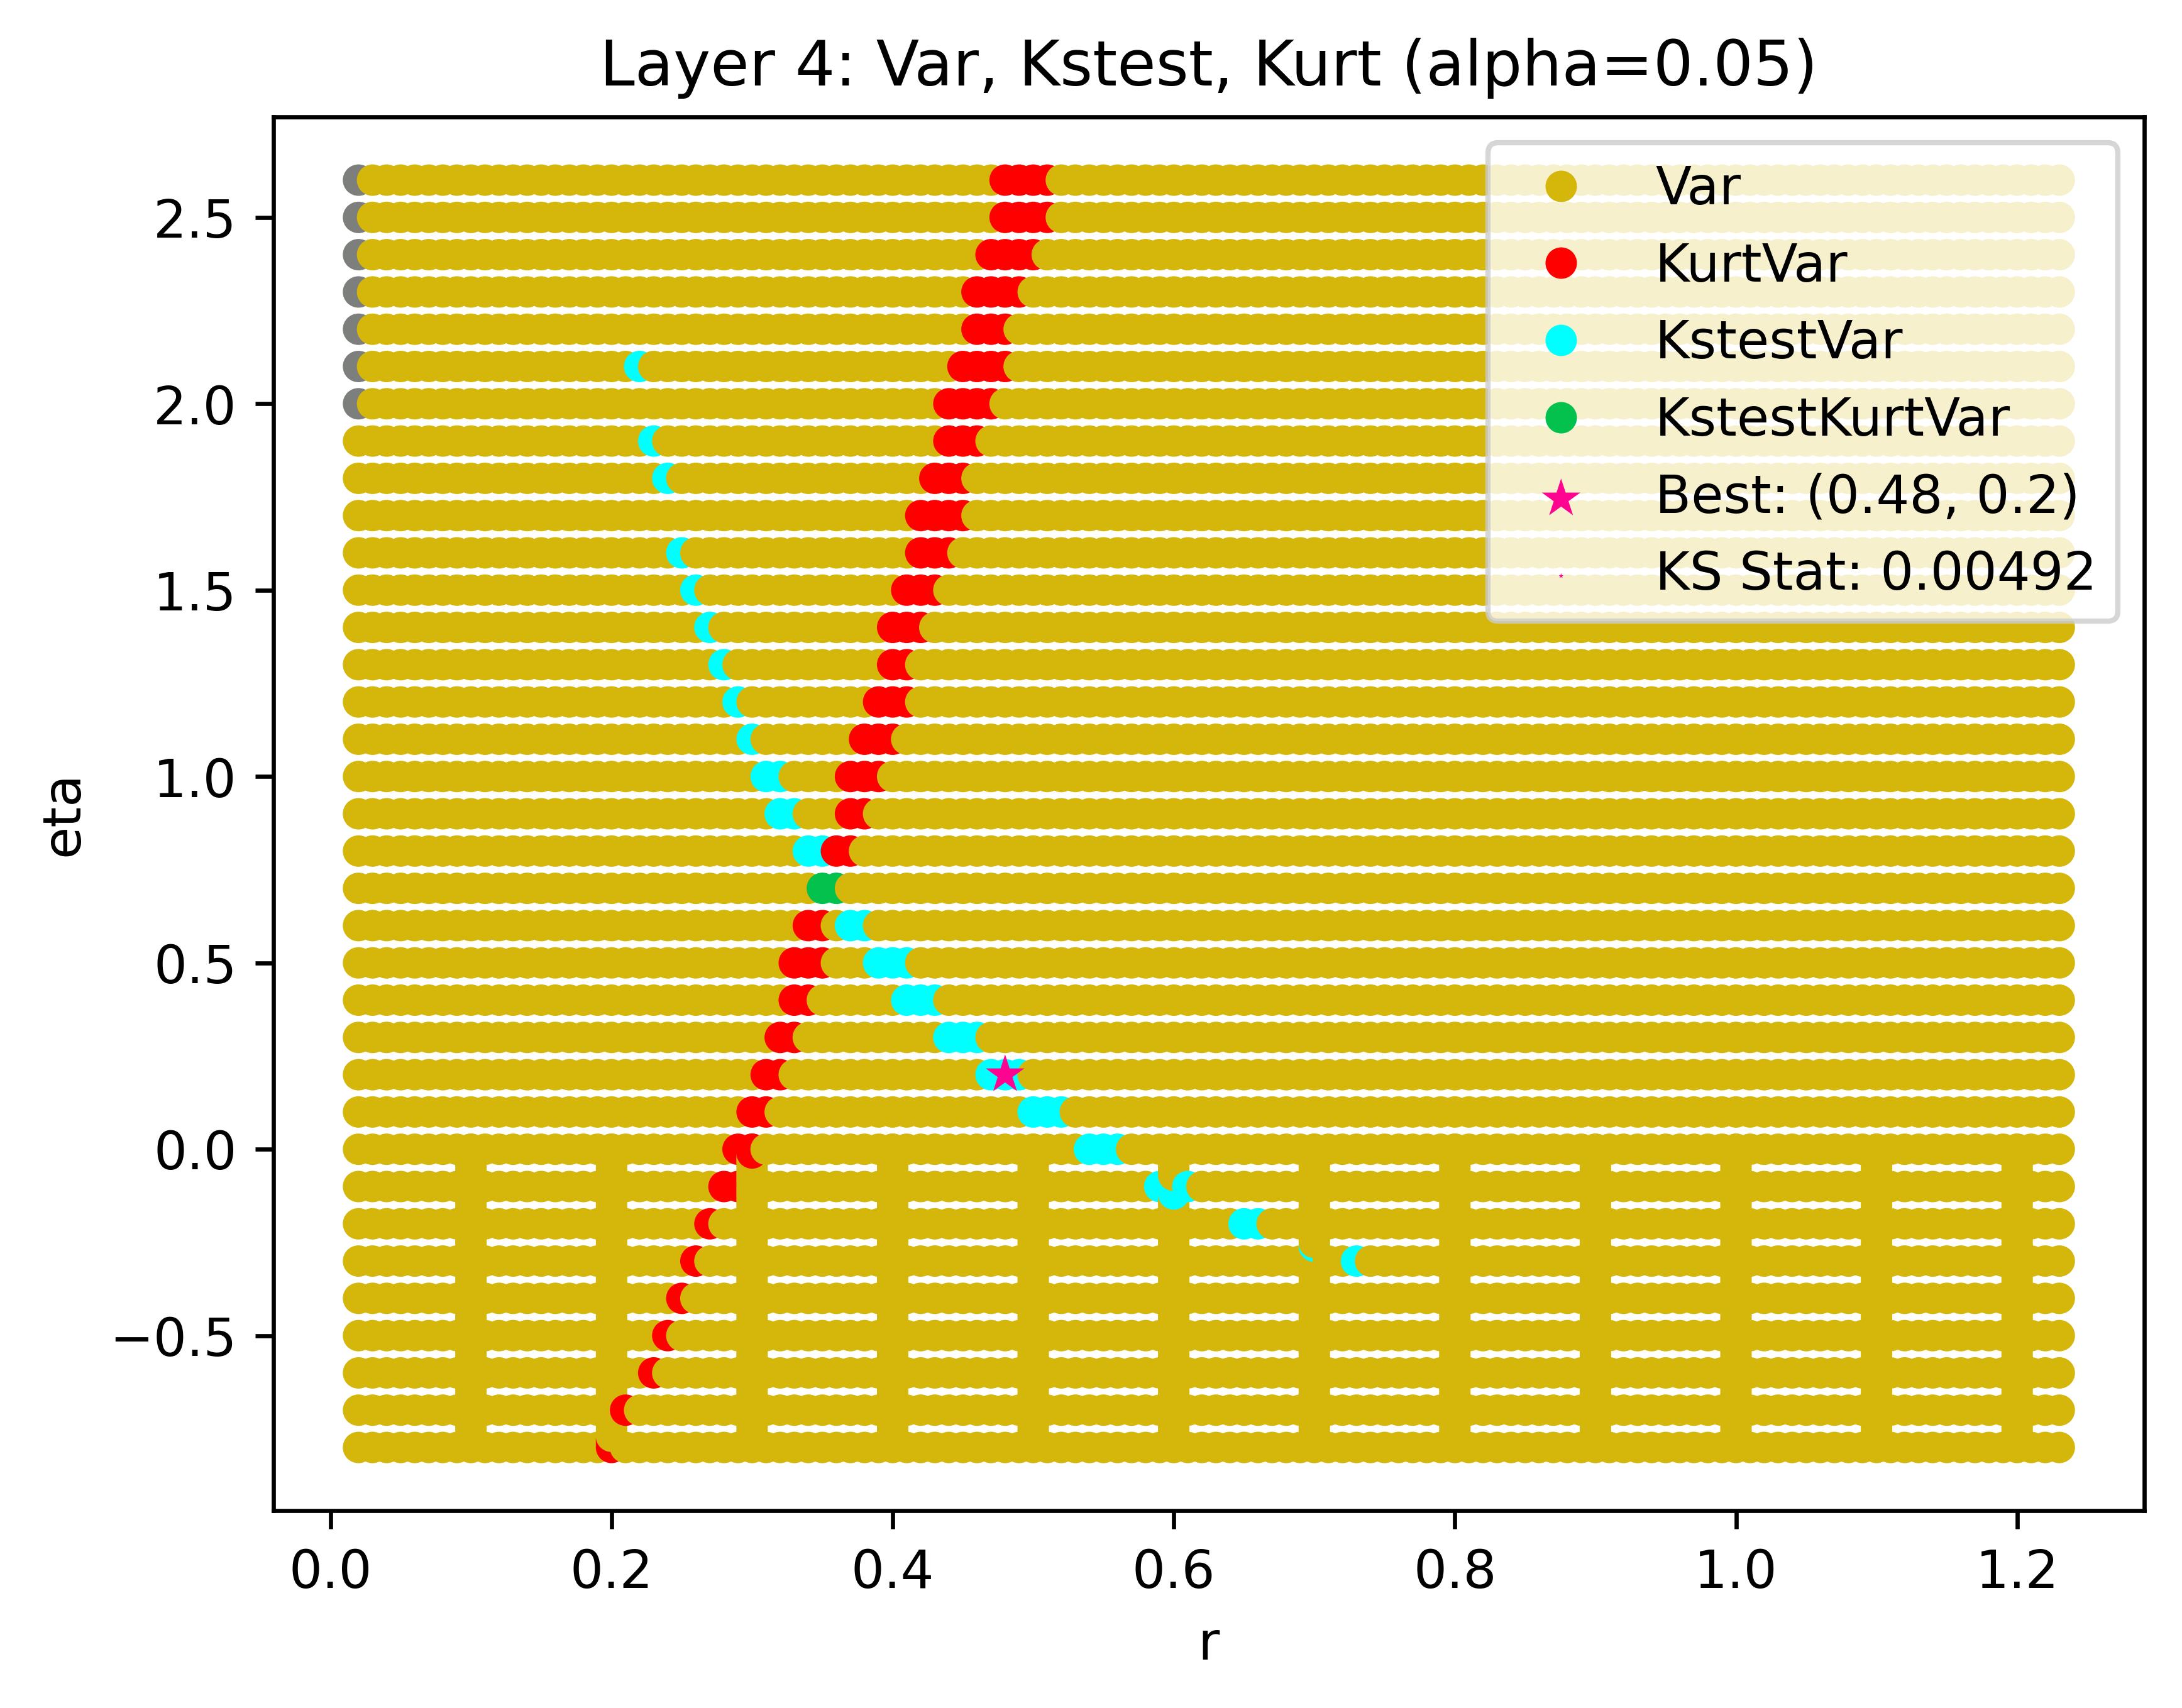 Layer 4: Var, Kstest, Kurt (alpha=0.05)
Var
KurtVar
KstestVar
KstestKurtVar
Best: (0.48, 0.2)
KS Stat: 0.00492
eta
2.5
2.0
1.5
1.0
0.5
0.0
−0.5
0.0 0.2 0.4 0.6 0.8 1.0 1.2
r